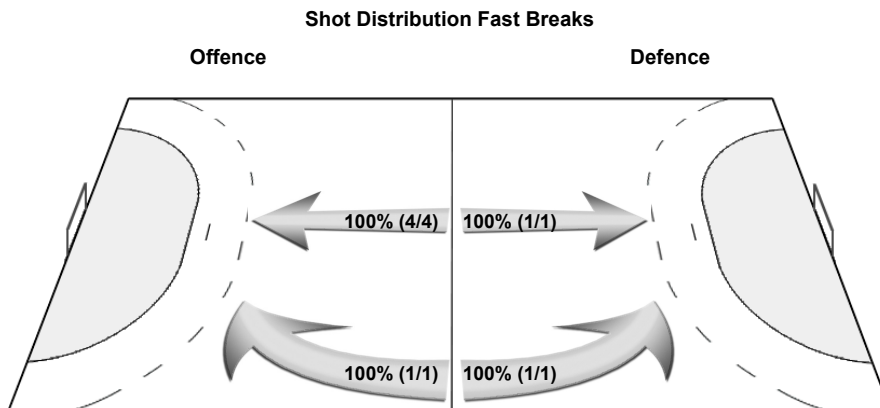 Shot Distribution Fast Breaks
Offence Defence
100% (4/4) 100% (1/1)
100% (1/1) 100% (1/1)